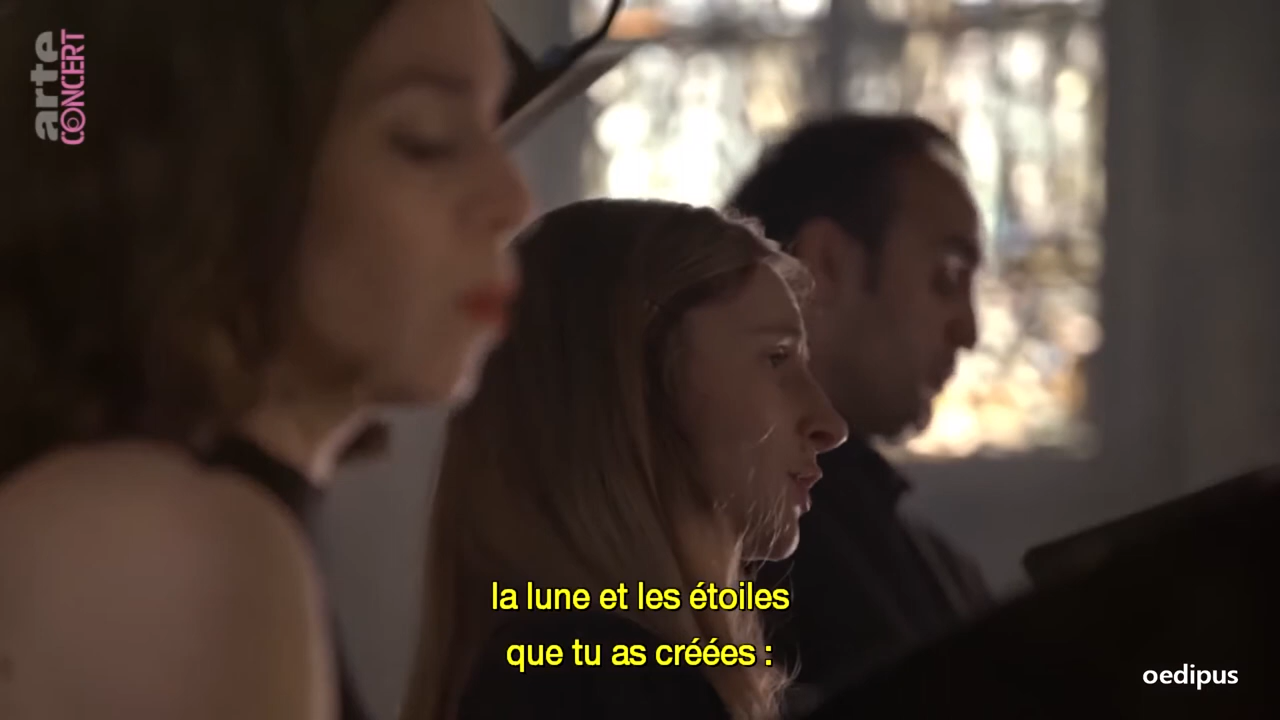 arte
CONCERT
la lune et les étoiles
que tu as créées :
oedipus